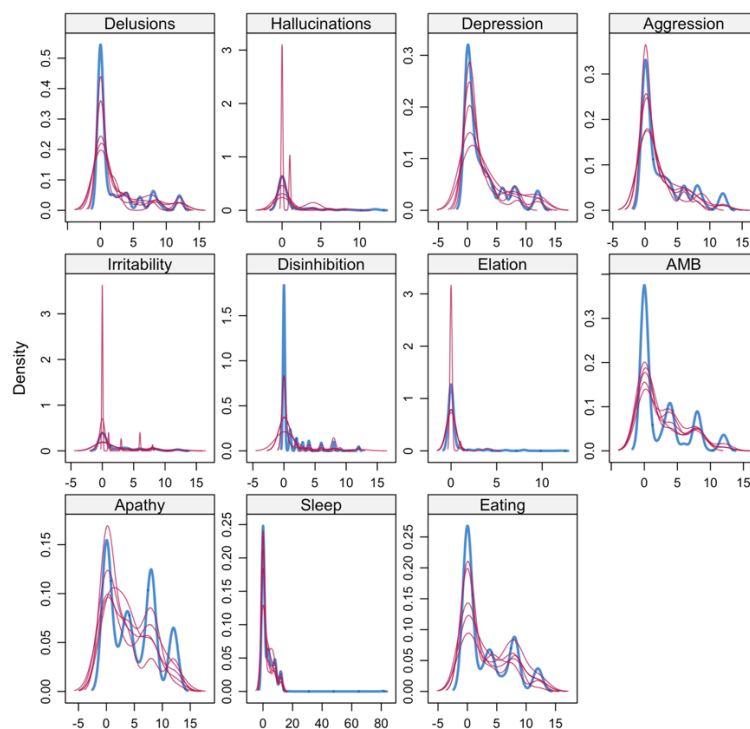 Delusions Hallucinations Depression Aggression
0.0 0.1 0.2 0.3 0.4 0.5
0 1 2 3
0.0 0.1 0.2 0.3
0.0 0.1 0.2 0.3
-5 0 5 10 15
0 5 10
-5 0 5 10 15
-5 0 5 10 15
Irritability Disinhibition Elation AMB
Density
0 1 2 3
0.0 0.5 1.0 1.5
0 1 2 3
0.0 0.1 0.2 0.3
-5 0 5 10 15
-5 0 5 10 15
0 5 10
-5 0 5 10 15
Apathy Sleep Eating
0.00 0.05 0.10 0.15
0.00 0.05 0.10 0.15 0.20 0.25
0.00 0.05 0.10 0.15 0.20 0.25
-5 0 5 10 15
0 20 40 60 80
-5 0 5 10 15